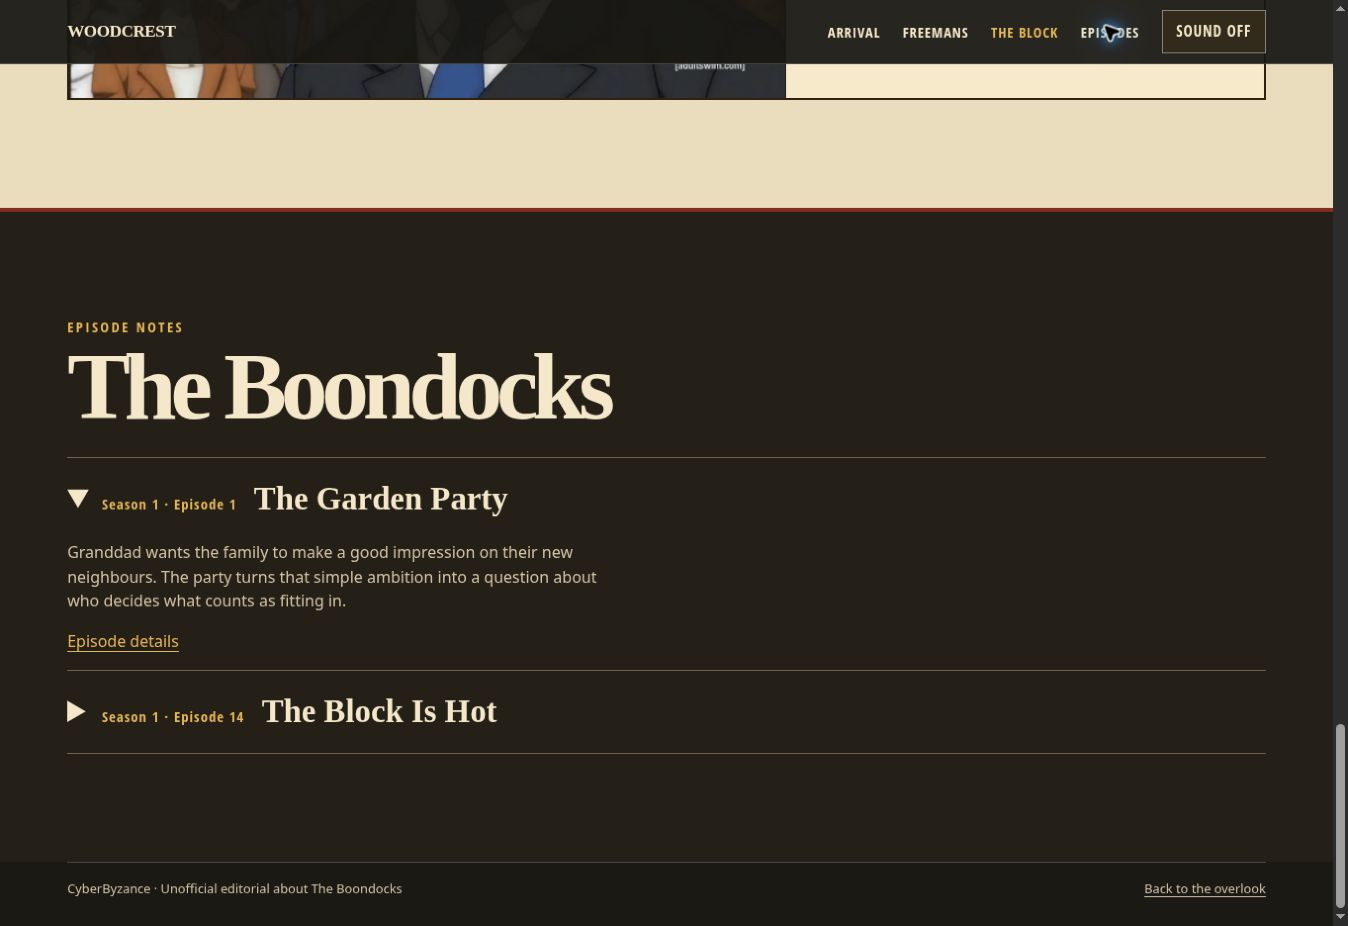 WOODCREST
ARRIVAL FREEMANS THE BLOCK EPISODES SOUND OFF
[adultswim.com]
EPISODE NOTES
The Boondocks
▼ Season 1 · Episode 1 The Garden Party
Granddad wants the family to make a good impression on their new
neighbours. The party turns that simple ambition into a question about
who decides what counts as fitting in.
Episode details
▶ Season 1 · Episode 14 The Block Is Hot
CyberByzance · Unofficial editorial about The Boondocks
Back to the overlook